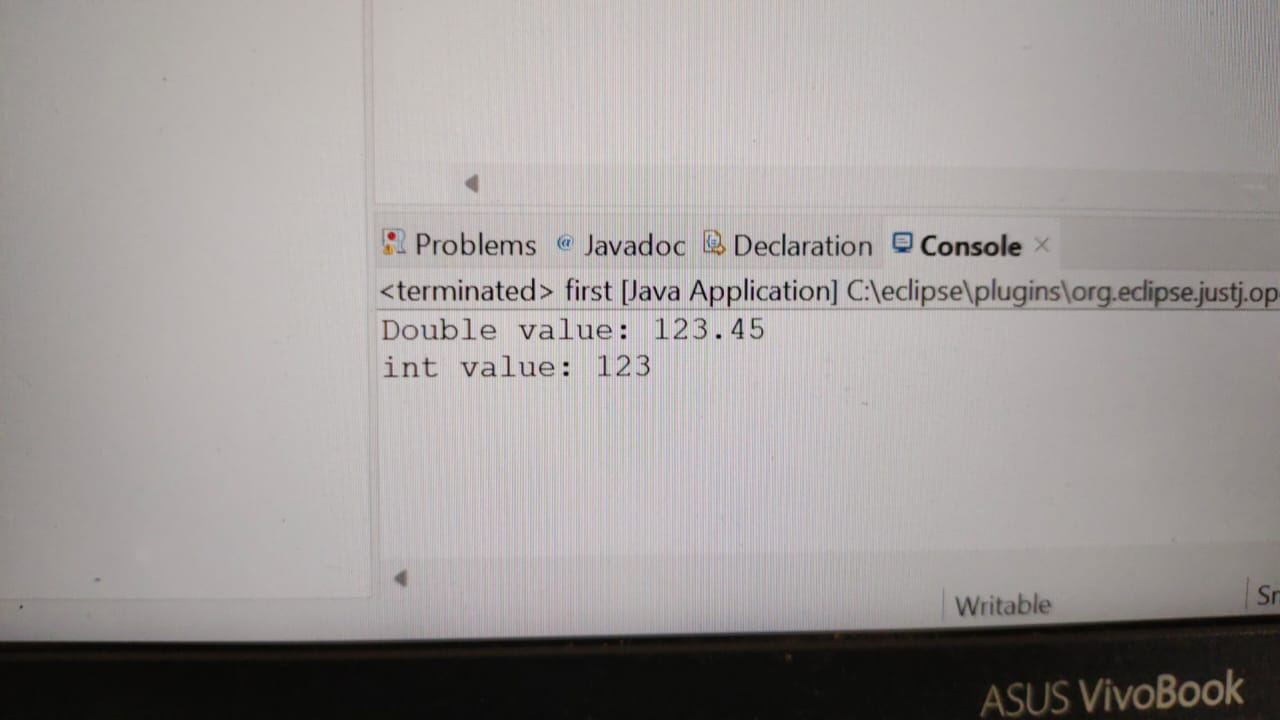 Problems @ Javadoc Declaration Console ×
<terminated> first [Java Application] C:\eclipse\plugins\org.eclipse.justj.op
Double value: 123.45
int value: 123
Writable
ASUS VivoBook